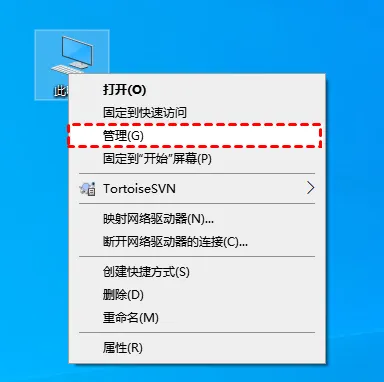 此
打开(O)
固定到快速访问
管理(G)
固定到"开始"屏幕(P)
TortoiseSVN
映射网络驱动器(N)...
断开网络驱动器的连接(C)...
创建快捷方式(S)
删除(D)
重命名(M)
属性(R)